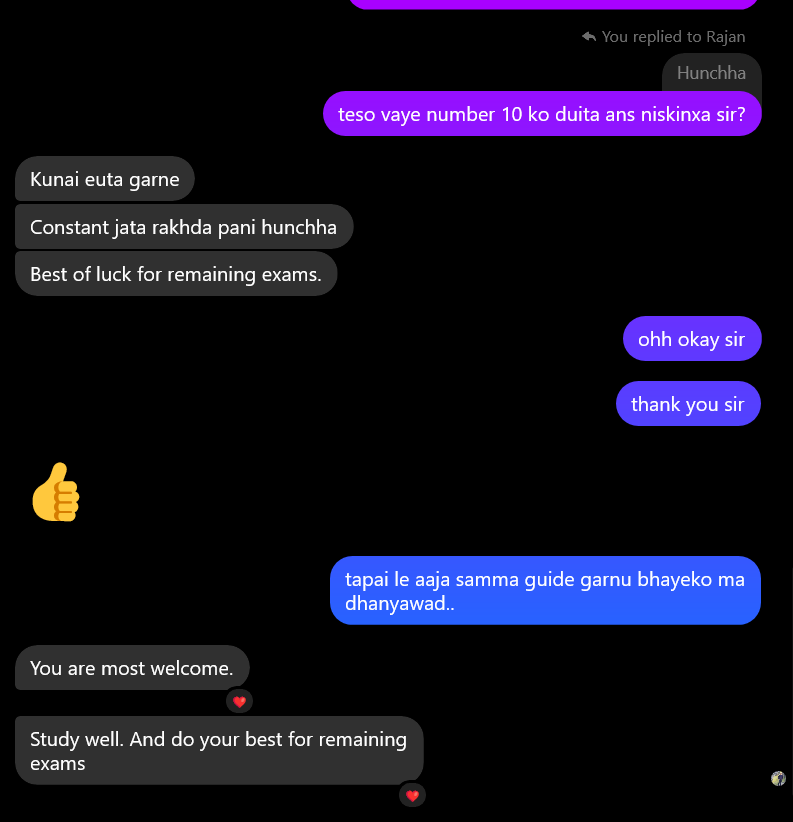 You replied to Rajan
Hunchha
teso vaye number 10 ko duita ans niskinxa sir?
Kunai euta garne
Constant jata rakhda pani hunchha
Best of luck for remaining exams.
ohh okay sir
thank you sir
tapai le aaja samma guide garnu bhayeko ma
dhanyawad..
You are most welcome.
Study well. And do your best for remaining
exams